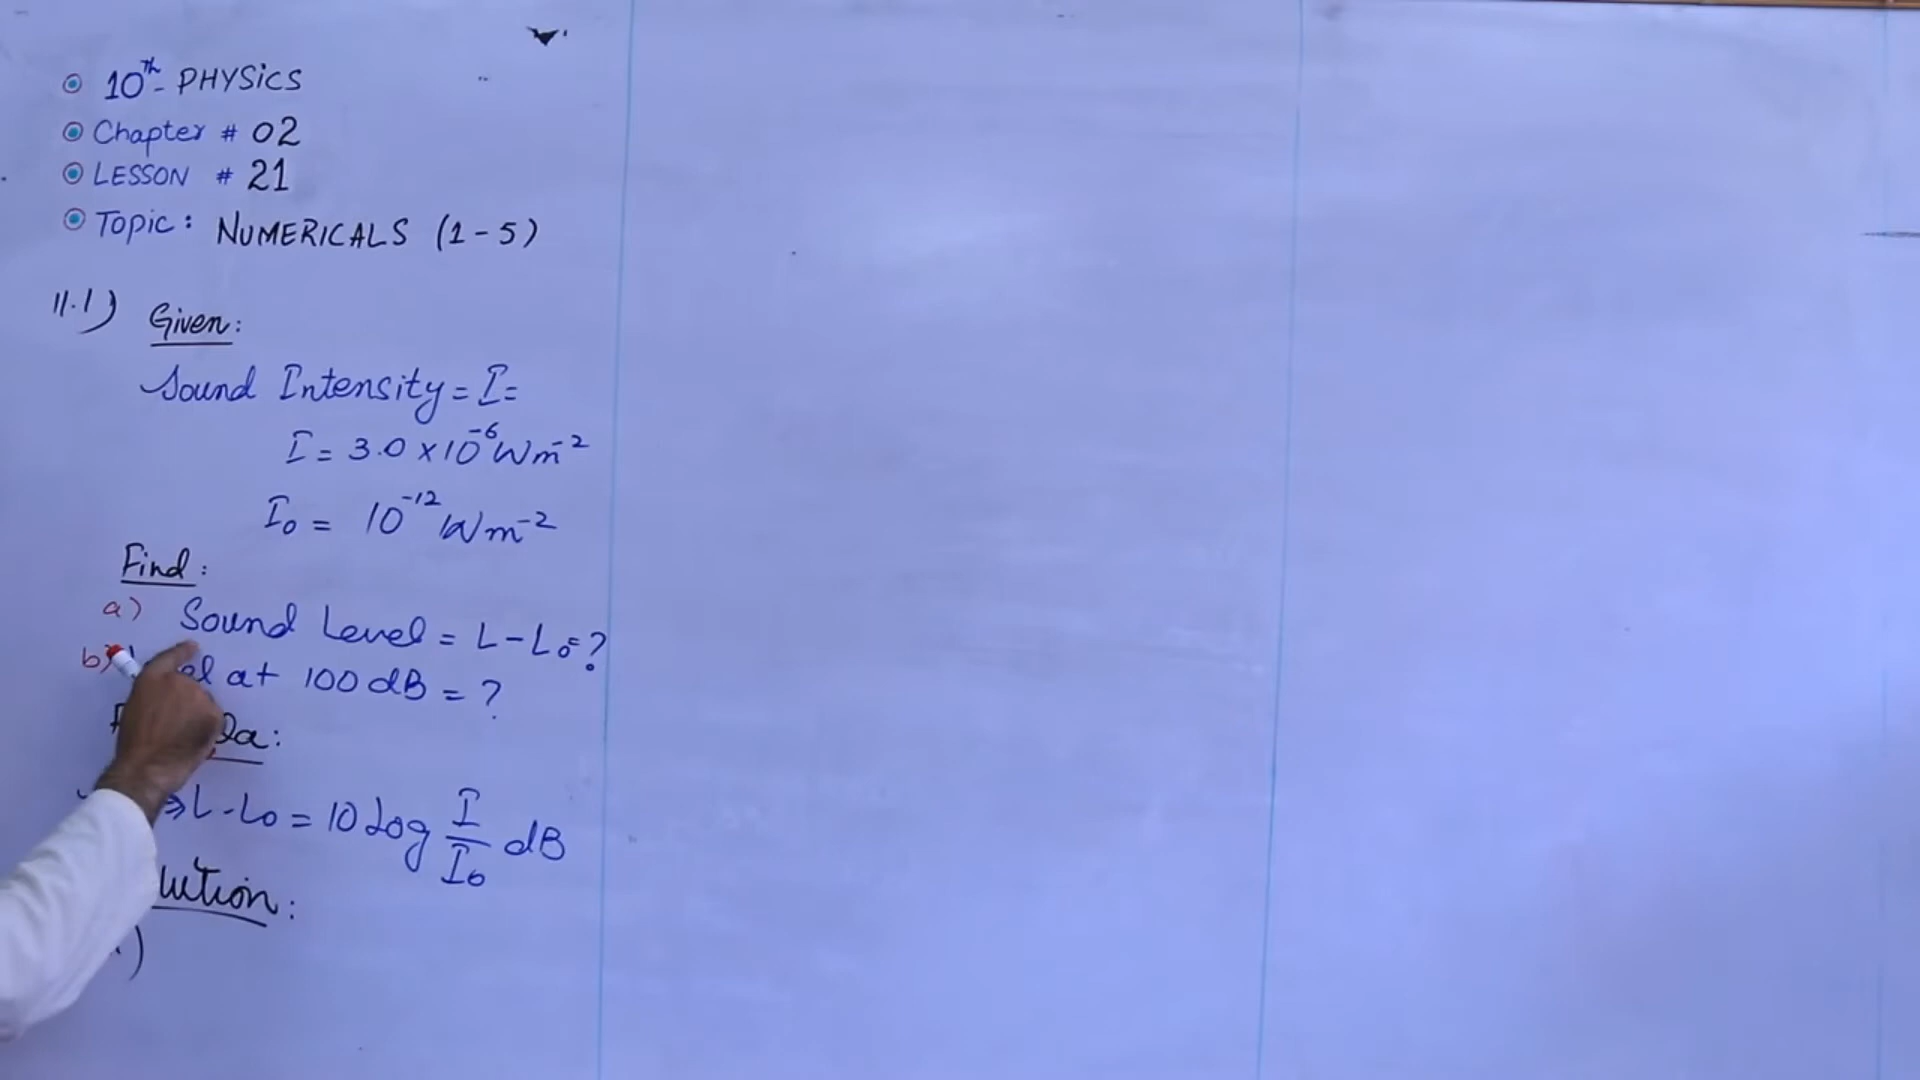 10th - PHYSICS
Chapter # 02
LESSON # 21
Topic: NUMERICALS (1-5)
11.1) Given:
Sound Intensity = I =
I = 3.0 × 10⁻⁶ Wm⁻²
I₀ = 10⁻¹² Wm⁻²
Find:
a) Sound Level = L - L₀ = ?
b) at 100 dB = ?
L - L₀ = 10 log I/I₀ dB